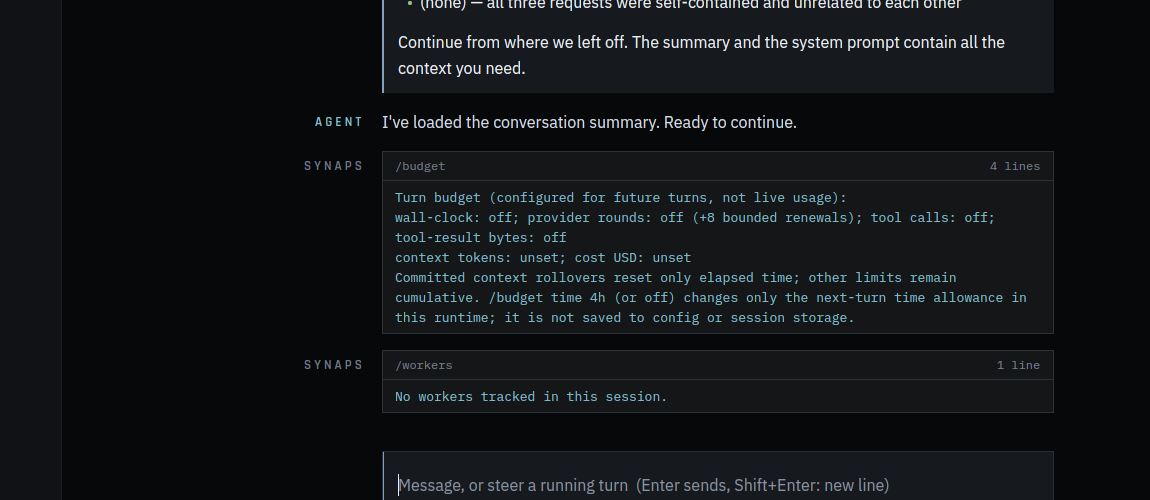 (none) — all three requests were self-contained and unrelated to each other
Continue from where we left off. The summary and the system prompt contain all the
context you need.
AGENT
I've loaded the conversation summary. Ready to continue.
SYNAPS
/budget
4 lines
Turn budget (configured for future turns, not live usage):
wall-clock: off; provider rounds: off (+8 bounded renewals); tool calls: off;
tool-result bytes: off
context tokens: unset; cost USD: unset
Committed context rollovers reset only elapsed time; other limits remain
cumulative. /budget time 4h (or off) changes only the next-turn time allowance in
this runtime; it is not saved to config or session storage.
SYNAPS
/workers
1 line
No workers tracked in this session.
Message, or steer a running turn (Enter sends, Shift+Enter: new line)